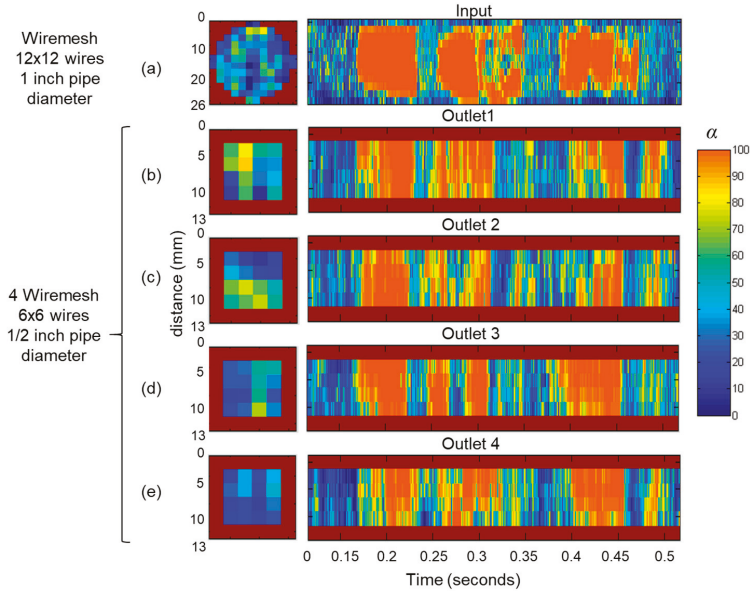 Input
Wiremesh
12x12 wires
1 inch pipe
diameter
(a)
0
10
20
26
Outlet1
(b)
0
5
10
13
Outlet 2
(c)
0
5
10
13
Outlet 3
(d)
0
5
10
13
Outlet 4
(e)
0
5
10
13
4 Wiremesh
6x6 wires
1/2 inch pipe
diameter
distance (mm)
0 0.15 0.2 0.25 0.3 0.35 0.4 0.45 0.5
Time (seconds)
α
100
90
80
70
60
50
40
30
20
10
0